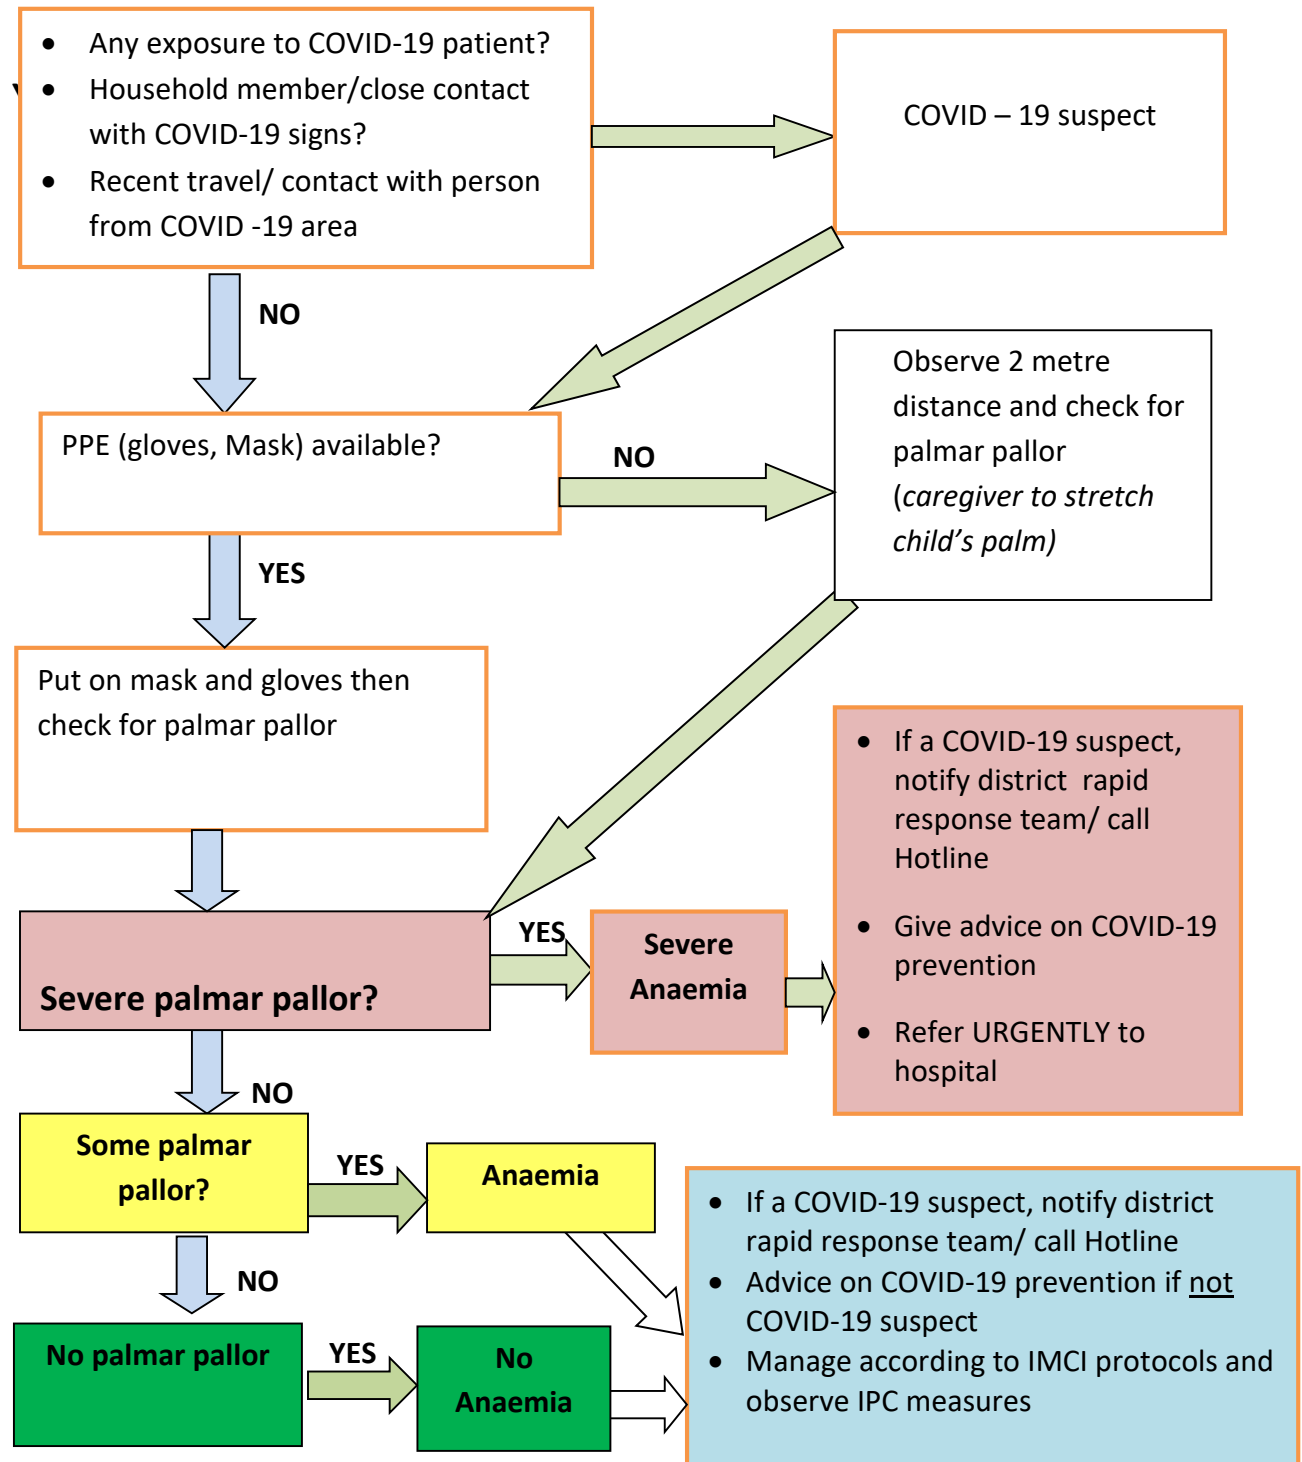 • Any exposure to COVID-19 patient?
• Household member/close contact
with COVID-19 signs?
• Recent travel/ contact with person
from COVID -19 area
COVID – 19 suspect
NO
PPE (gloves, Mask) available?
NO
Observe 2 metre
distance and check for
palmar pallor
(caregiver to stretch
child’s palm)
YES
Put on mask and gloves then
check for palmar pallor
Severe palmar pallor?
YES
Severe
Anaemia
• If a COVID-19 suspect,
notify district rapid
response team/ call
Hotline
• Give advice on COVID-19
prevention
• Refer URGENTLY to
hospital
NO
Some palmar
pallor?
YES
Anaemia
NO
No palmar pallor
YES
No
Anaemia
• If a COVID-19 suspect, notify district
rapid response team/ call Hotline
• Advice on COVID-19 prevention if not
COVID-19 suspect
• Manage according to IMCI protocols and
observe IPC measures